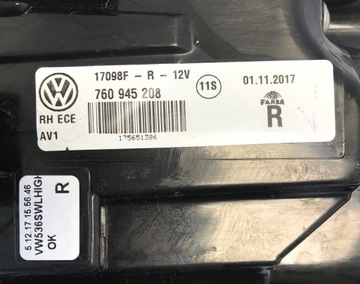 17098F - R - 12V
11S
01.11.2017
760 945 208
FARBA
R
RH ECE
AV1
175651386
R
5.12.17 15.56.46
VW536SWLHIGH
OK